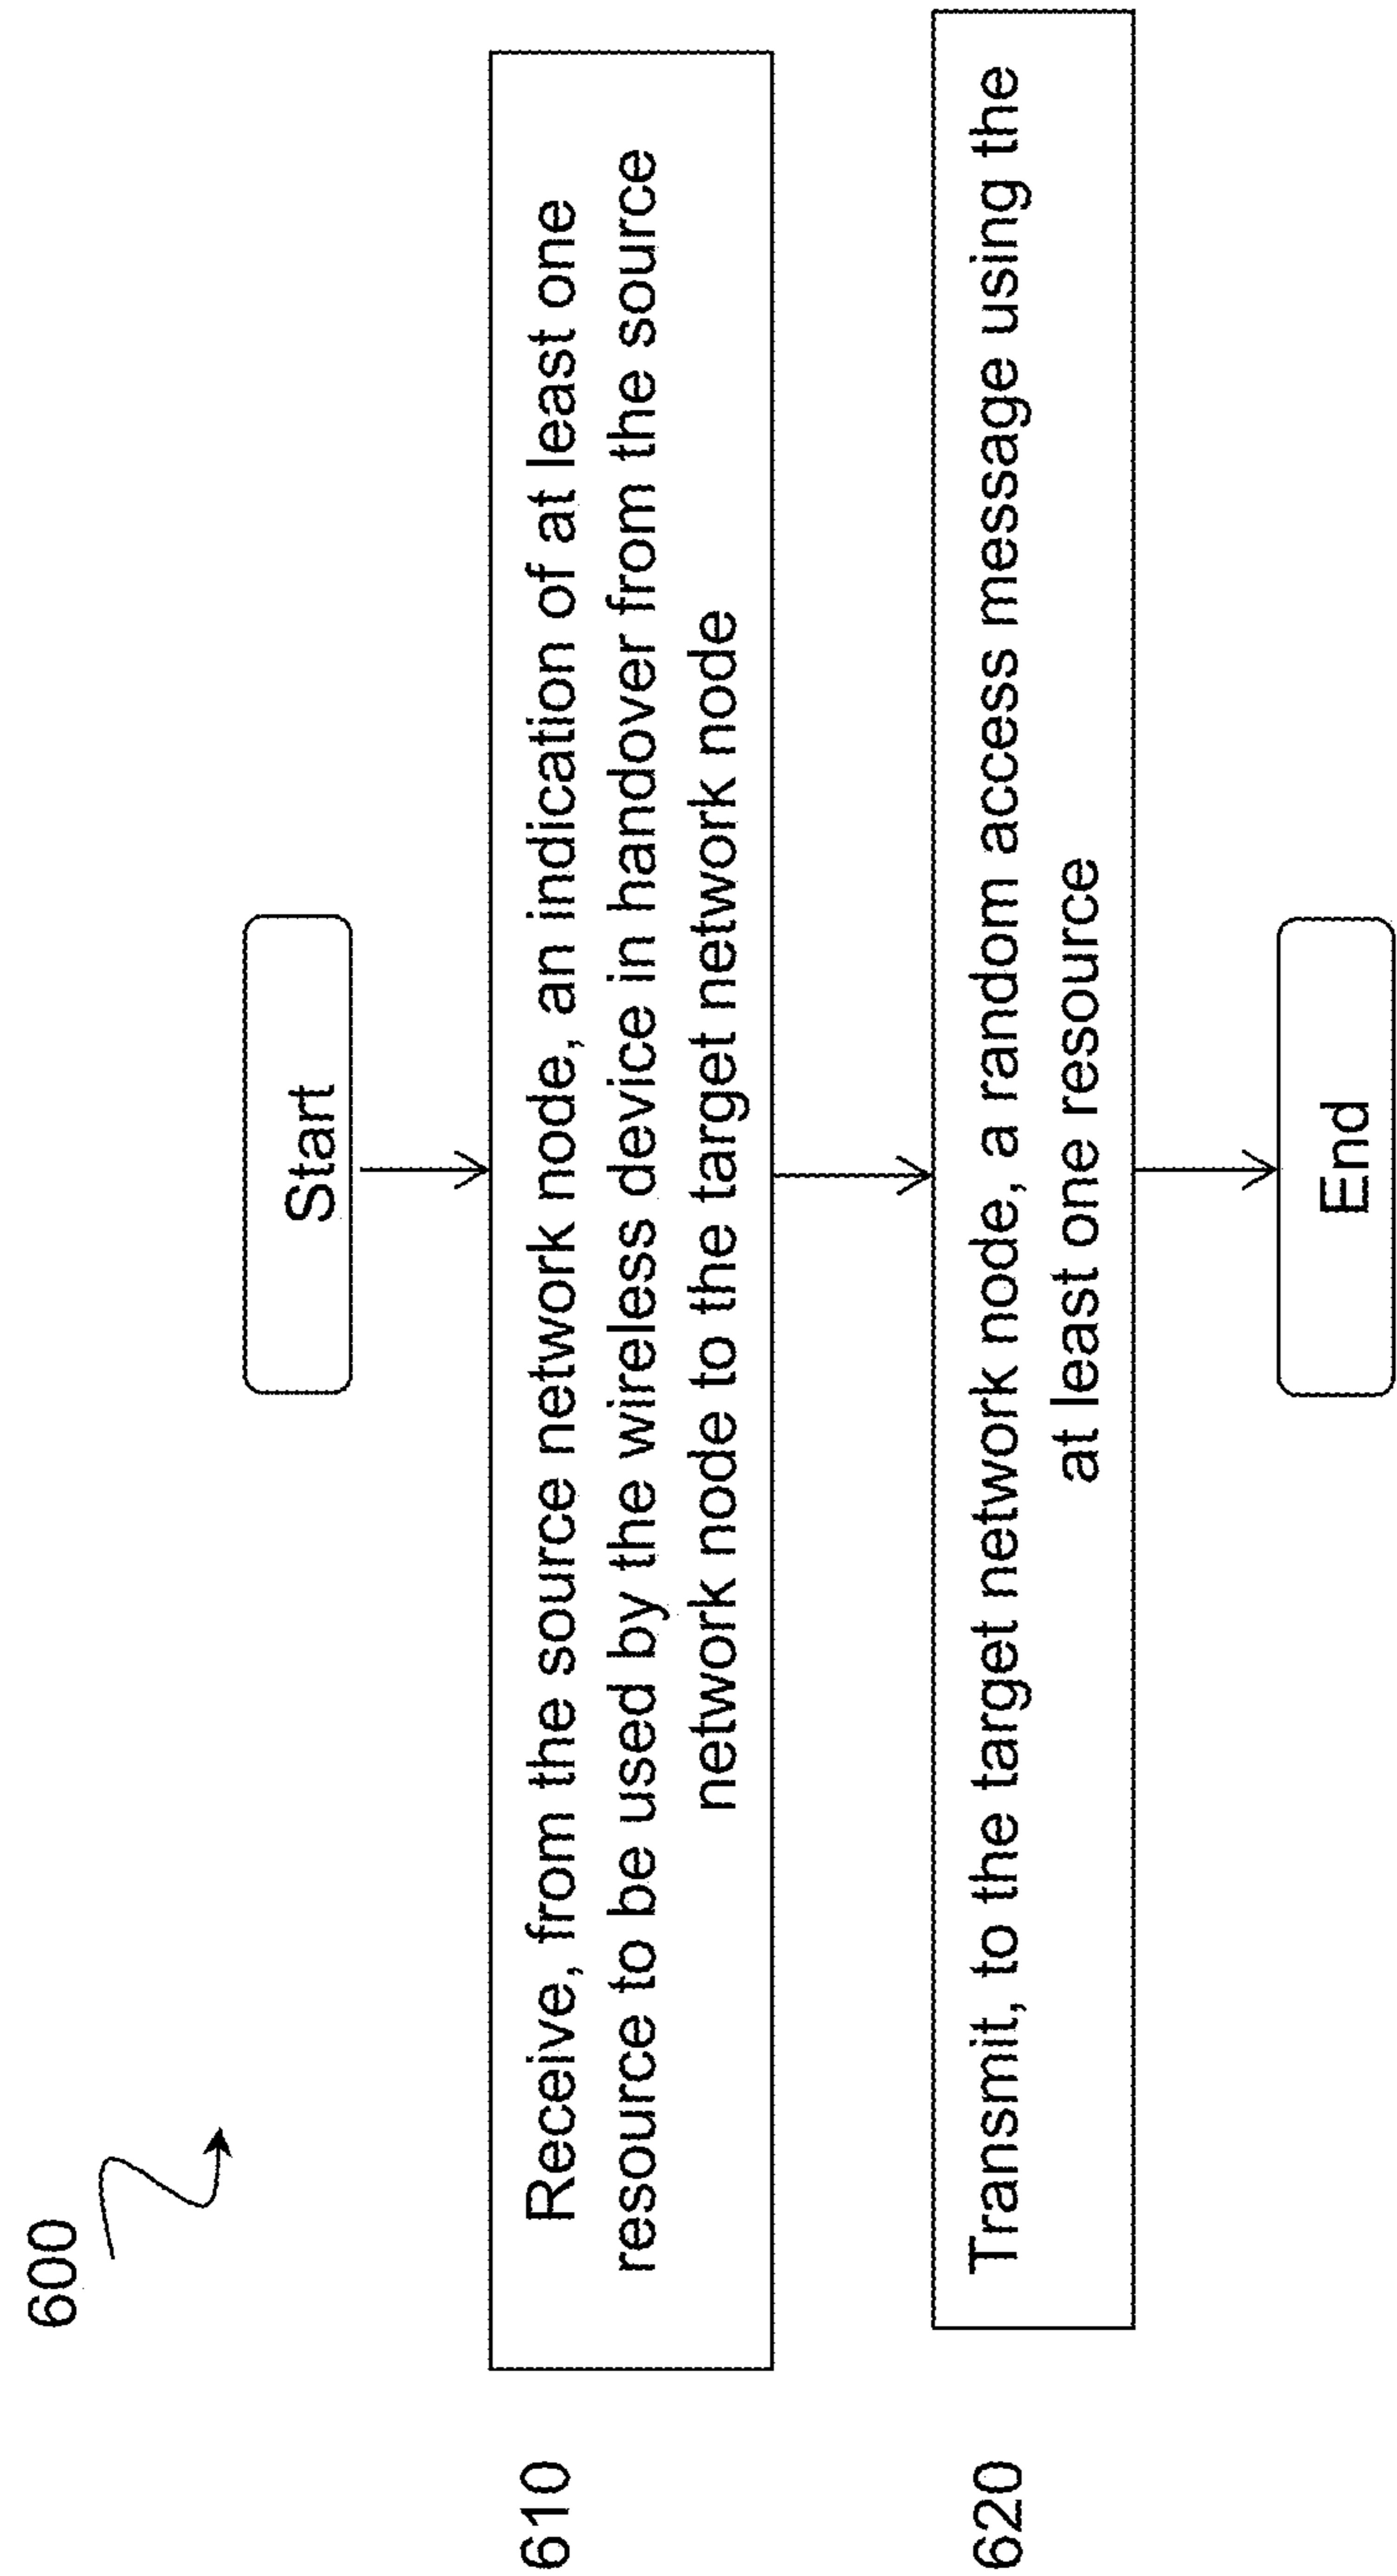 600
Start
610
Receive, from the source network node, an indication of at least one
resource to be used by the wireless device in handover from the source
network node to the target network node
620
Transmit, to the target network node, a random access message using the
at least one resource
End